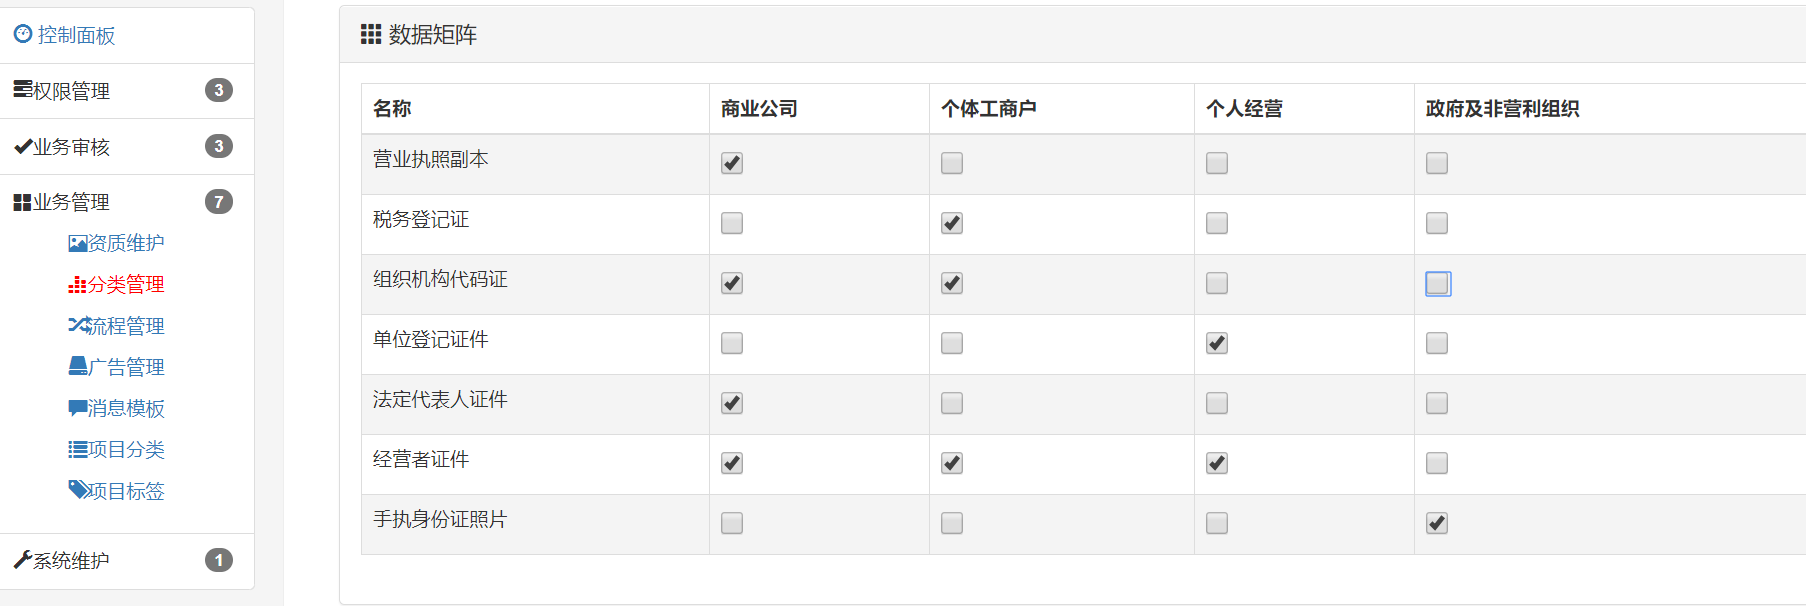 控制面板
权限管理 3
业务审核 3
业务管理 7
资质维护
分类管理
流程管理
广告管理
消息模板
项目分类
项目标签
系统维护 1
数据矩阵
名称 商业公司 个体工商户 个人经营 政府及非营利组织
营业执照副本
税务登记证
组织机构代码证
单位登记证件
法定代表人证件
经营者证件
手执身份证照片